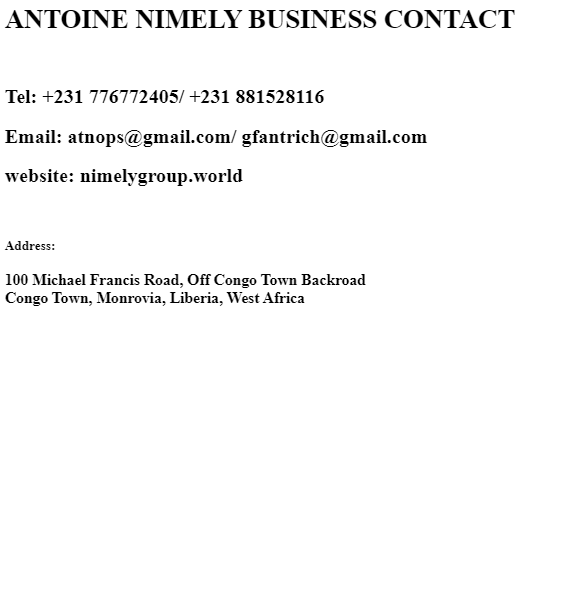 ANTOINE NIMELY BUSINESS CONTACT
Tel: +231 776772405/ +231 881528116
Email: atnops@gmail.com/ gfantrich@gmail.com
website: nimelygroup.world
Address:
100 Michael Francis Road, Off Congo Town Backroad
Congo Town, Monrovia, Liberia, West Africa